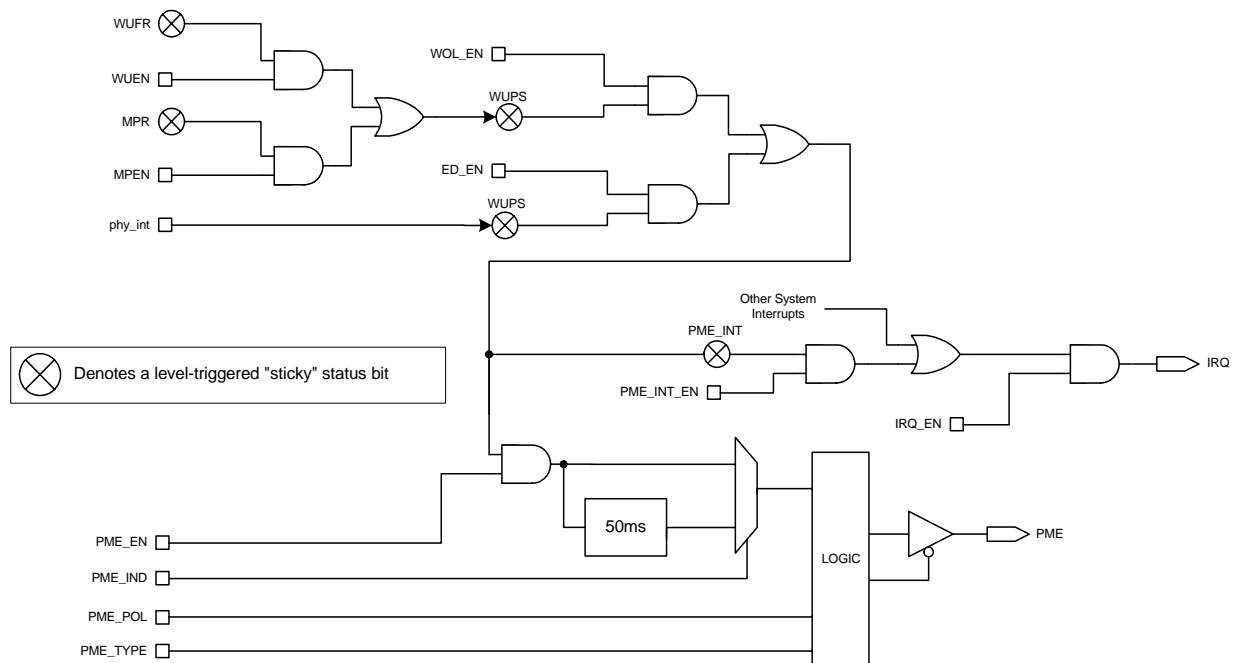 WUFR
WUEN
MPR
MPEN
phy_int
WOL_EN
WUPS
ED_EN
WUPS
Other System
Interrupts
PME_INT
PME_INT_EN
IRQ_EN
IRQ
Denotes a level-triggered "sticky" status bit
50ms
LOGIC
PME
PME_EN
PME_IND
PME_POL
PME_TYPE